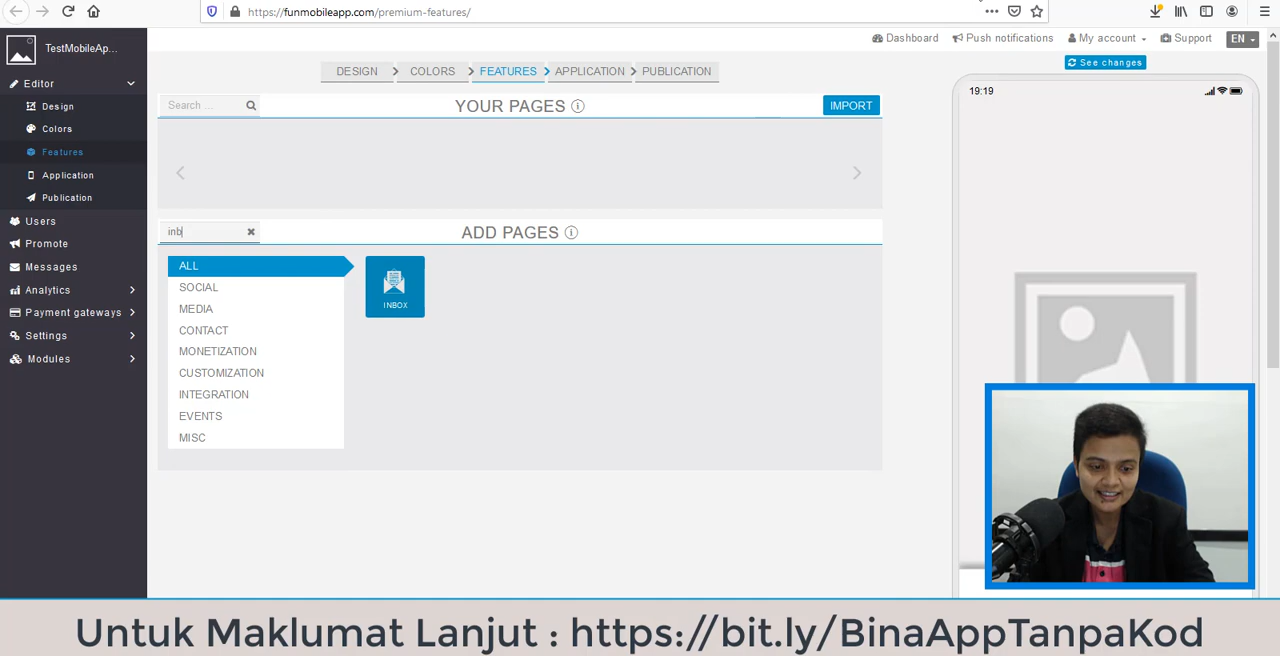 https://funmobileapp.com/premium-features/
TestMobileAp...
Dashboard
Push notifications
My account
Support
EN
Editor
Design
Colors
Features
Application
Publication
Users
Promote
Messages
Analytics
Payment gateways
Settings
Modules
DESIGN
COLORS
FEATURES
APPLICATION
PUBLICATION
See changes
Search ...
YOUR PAGES
IMPORT
19:19
inb
ADD PAGES
ALL
SOCIAL
MEDIA
CONTACT
MONETIZATION
CUSTOMIZATION
INTEGRATION
EVENTS
MISC
INBOX
Untuk Maklumat Lanjut : https://bit.ly/BinaAppTanpaKod